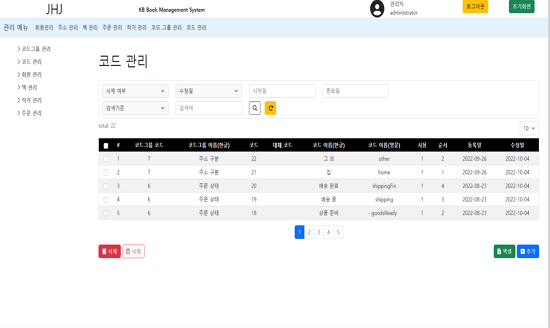 JHJ
KB Book Management System
관리자
administrator
로그아웃
초기화면
관리 메뉴 회원관리 주소 관리 책 관리 주문 관리 작가 관리 코드 그룹 관리 코드 관리
> 코드그룹 관리
> 코드 관리
> 회원 관리
> 책 관리
> 작가 관리
> 주문 관리
코드 관리
삭제 여부 수정일 시작일 종료일
검색기준 검색어
total: 22
10
# 코드그룹 코드 코드그룹 이름(한글) 코드 대체 코드 코드 이름(한글) 코드 이름(영문) 사용 순서 등록일 수정일
1 7 주소 구분 22 그 외 other 1 2 2022-09-26 2022-10-04
2 7 주소 구분 21 집 home 1 1 2022-09-26 2022-10-04
3 6 주문 상태 20 배송 완료 shippingFin 1 4 2022-08-23 2022-10-04
4 6 주문 상태 19 배송 중 shipping 1 3 2022-08-23 2022-10-04
5 6 주문 상태 18 상품 준비 goodsReady 1 2 2022-08-23 2022-10-04
1 2 3 4 5
삭제 삭제 엑셀 추가